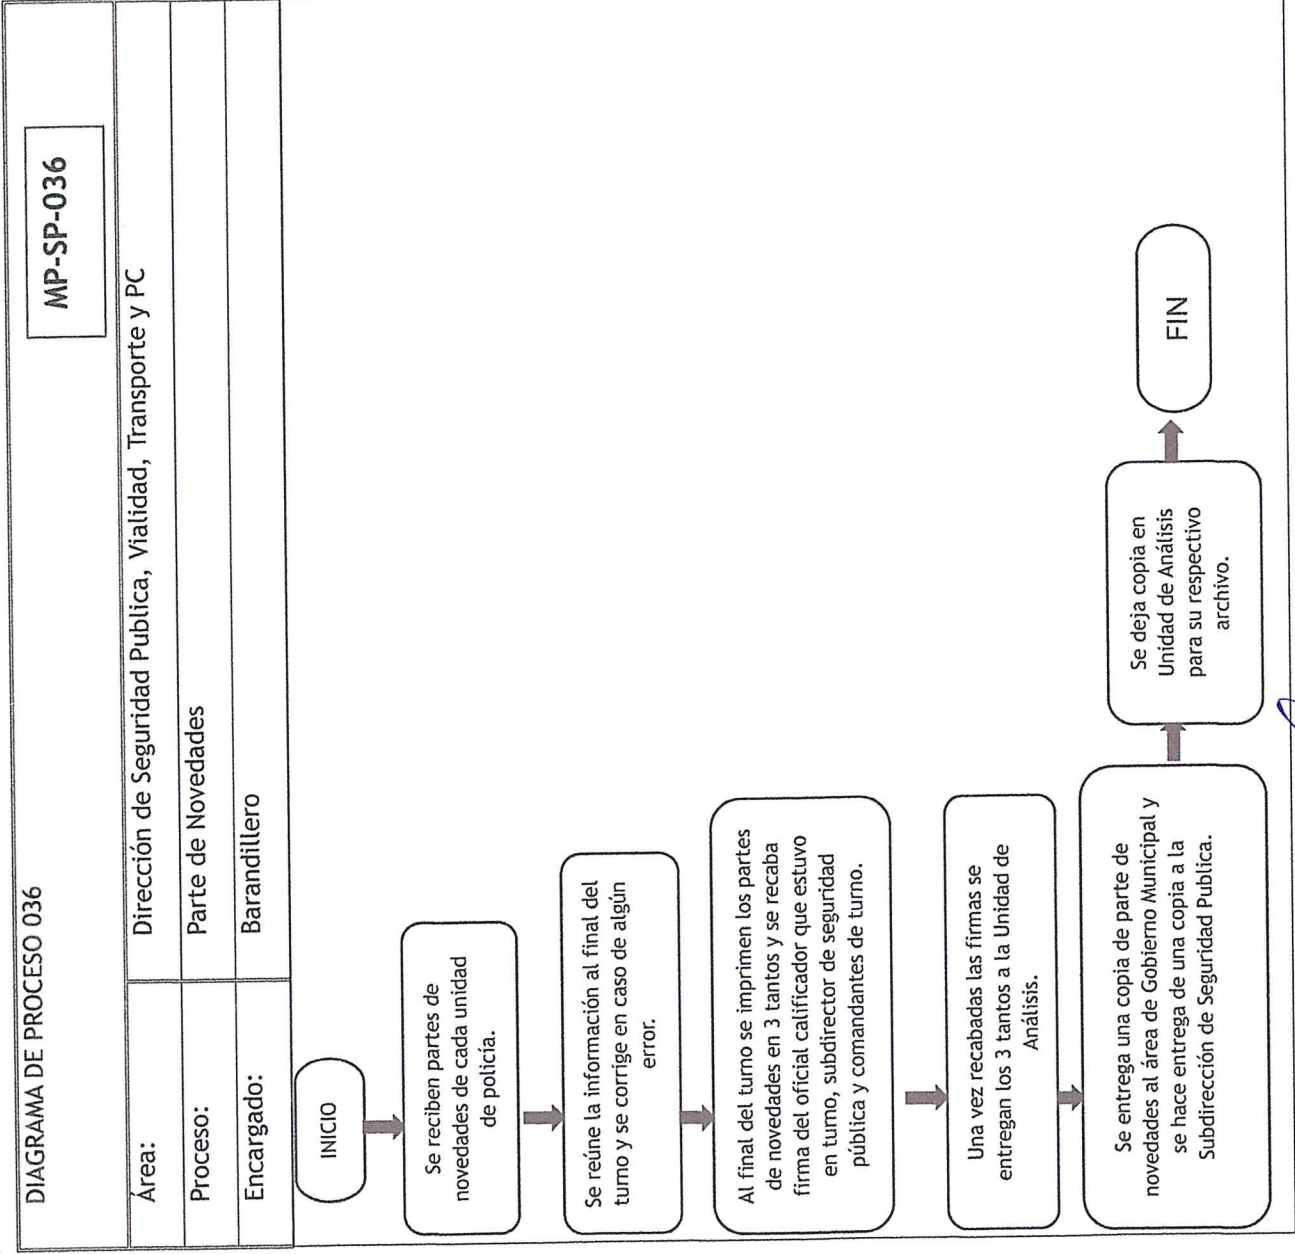 DIAGRAMA DE PROCESO 036
MP-SP-036
Área:
Dirección de Seguridad Publica, Vialidad, Transporte y PC
Proceso:
Parte de Novedades
Encargado:
Barandillero
INICIO
Se reciben partes de
novedades de cada unidad
de policía.
Se reúne la información al final del
turno y se corrige en caso de algún
error.
Al final del turno se imprimen los partes
de novedades en 3 tantos y se recaba
firma del oficial calificador que estuvo
en turno, subdirector de seguridad
pública y comandantes de turno.
Una vez recabadas las firmas se
entregan los 3 tantos a la Unidad de
Análisis.
Se entrega una copia de parte de
novedades al área de Gobierno Municipal y
se hace entrega de una copia a la
Subdirección de Seguridad Publica.
Se deja copia en
Unidad de Análisis
para su respectivo
archivo.
FIN